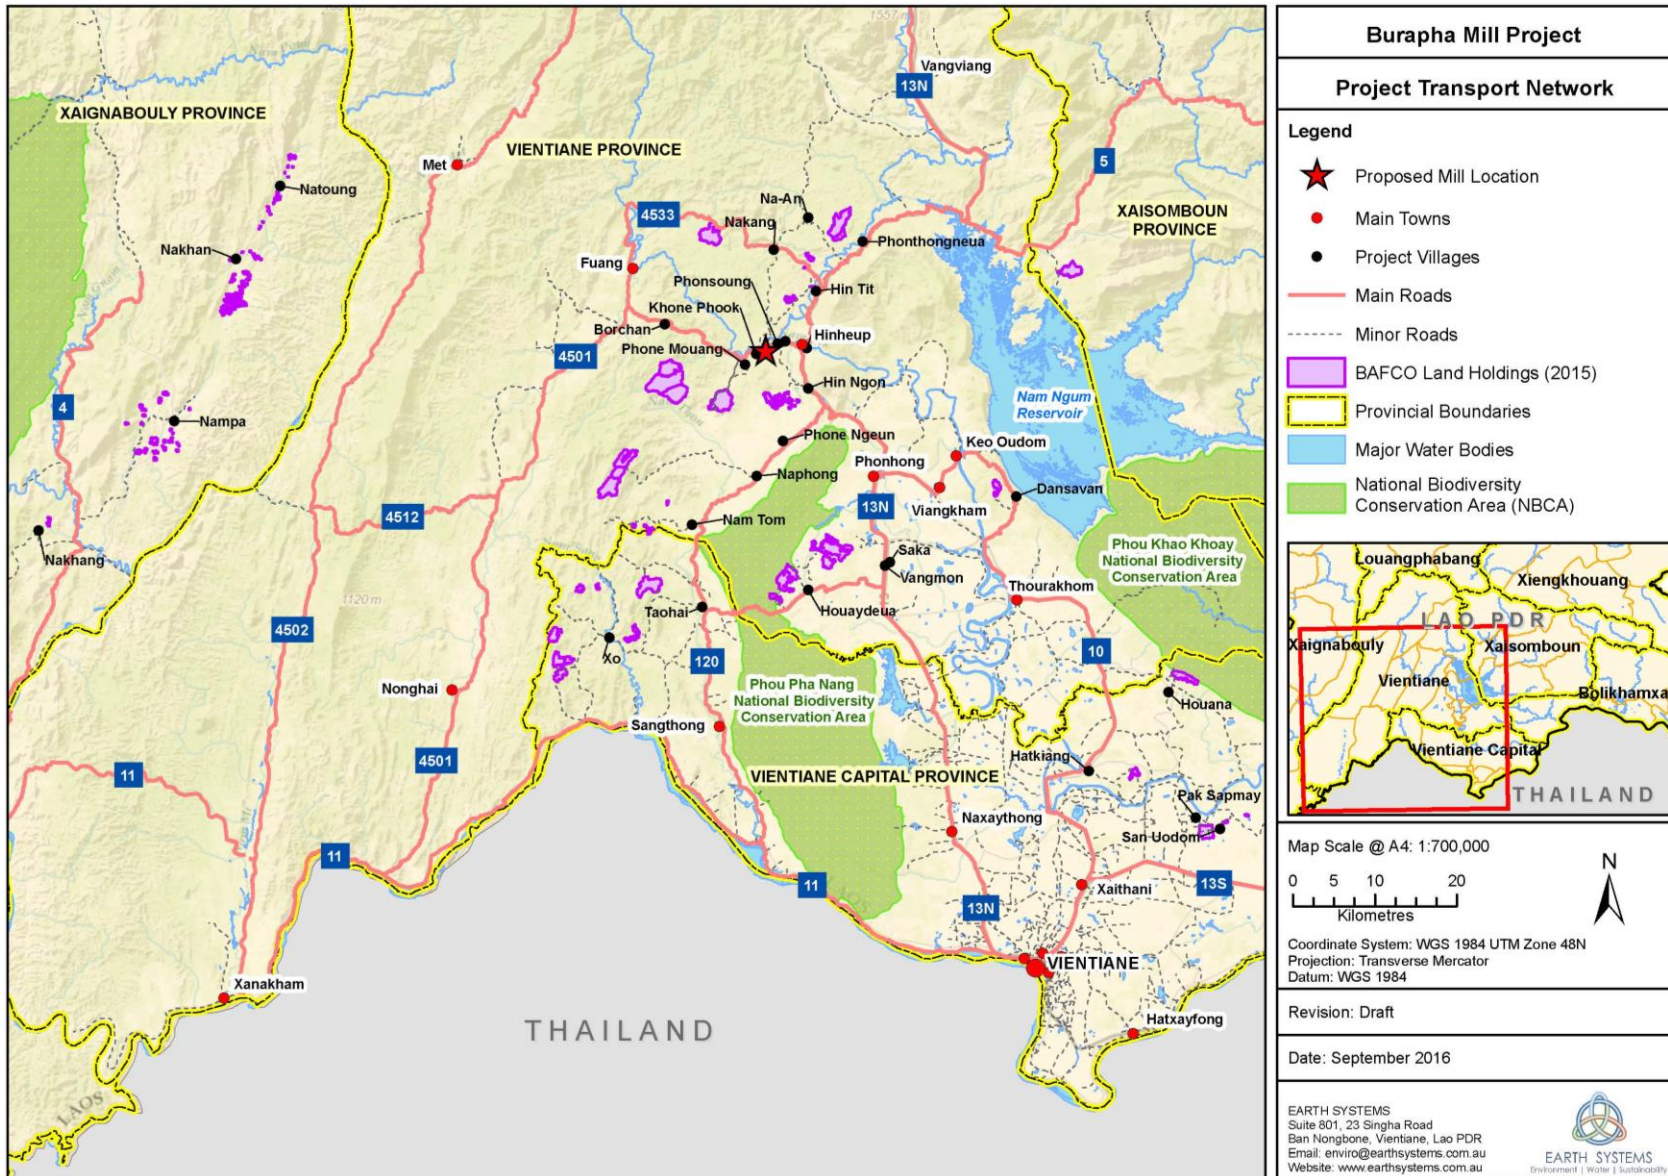 Burapha Mill Project
Project Transport Network
Legend
Proposed Mill Location
Main Towns
Project Villages
Main Roads
Minor Roads
BAFCO Land Holdings (2015)
Provincial Boundaries
Major Water Bodies
National Biodiversity
Conservation Area (NBCA)
Louangphabang
Xiengkhouang
LAO PDR
Xaignabouly
Xaisomboun
Vientiane
Bolikhamxa
Vientiane Capital
THAILAND
Map Scale @ A4: 1:700,000
0 5 10 20
Kilometres
N
Coordinate System: WGS 1984 UTM Zone 48N
Projection: Transverse Mercator
Datum: WGS 1984
Revision: Draft
Date: September 2016
EARTH SYSTEMS
Suite 801, 23 Singha Road
Ban Nongbone, Vientiane, Lao PDR
Email: enviro@earthsystems.com.au
Website: www.earthsystems.com.au
EARTH SYSTEMS
Environment | Water | Sustainability
1557 m
Vangviang
13N
XAIGNABOULY PROVINCE
VIENTIANE PROVINCE
Met
5
Natoung
Na-An
XAISOMBOUN
PROVINCE
4533
Nakang
Phonthongneua
Nakhan
Fuang
Phonsoung
Hin Tit
Khone Phook
Borchan
Hinheup
Phone Mouang
4501
Hin Ngon
Nam Ngum
Reservoir
4
Nampa
Phone Ngeun
Keo Oudom
Naphong
Phonhong
Dansavan
13N
Viangkham
4512
Nam Tom
Nakhang
Saka
Vangmon
Phou Khao Khoay
National Biodiversity
Conservation Area
Thourakhom
1120 m
Taohai
Houaydeua
4502
Xo
120
10
Nonghai
Phou Pha Nang
National Biodiversity
Conservation Area
Houana
Sangthong
4501
Hatkiang
11
VIENTIANE CAPITAL PROVINCE
Pak Sapmay
Naxaythong
San Uodom
11
11
Xaithani
13S
13N
VIENTIANE
Xanakham
THAILAND
Hatxayfong
LAOS